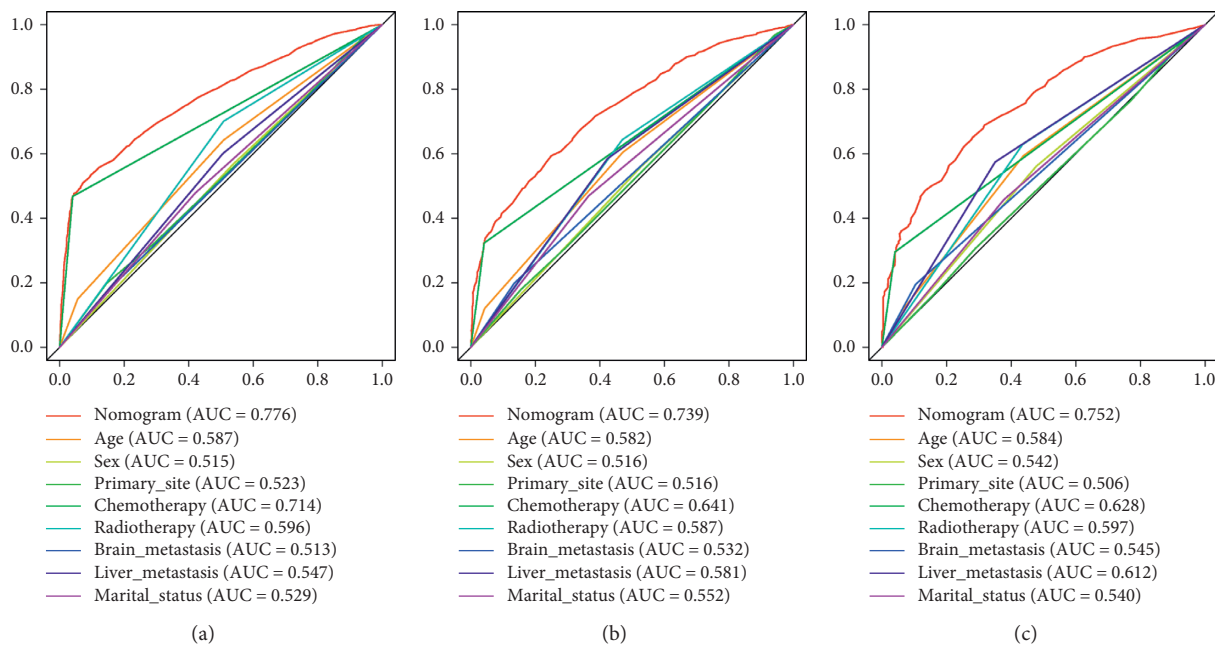 1.0
0.8
0.6
0.4
0.2
0.0
0.0 0.2 0.4 0.6 0.8 1.0
Nomogram (AUC = 0.776)
Age (AUC = 0.587)
Sex (AUC = 0.515)
Primary_site (AUC = 0.523)
Chemotherapy (AUC = 0.714)
Radiotherapy (AUC = 0.596)
Brain_metastasis (AUC = 0.513)
Liver_metastasis (AUC = 0.547)
Marital_status (AUC = 0.529)
(a)
1.0
0.8
0.6
0.4
0.2
0.0
0.0 0.2 0.4 0.6 0.8 1.0
Nomogram (AUC = 0.739)
Age (AUC = 0.582)
Sex (AUC = 0.516)
Primary_site (AUC = 0.516)
Chemotherapy (AUC = 0.641)
Radiotherapy (AUC = 0.587)
Brain_metastasis (AUC = 0.532)
Liver_metastasis (AUC = 0.581)
Marital_status (AUC = 0.552)
(b)
1.0
0.8
0.6
0.4
0.2
0.0
0.0 0.2 0.4 0.6 0.8 1.0
Nomogram (AUC = 0.752)
Age (AUC = 0.584)
Sex (AUC = 0.542)
Primary_site (AUC = 0.506)
Chemotherapy (AUC = 0.628)
Radiotherapy (AUC = 0.597)
Brain_metastasis (AUC = 0.545)
Liver_metastasis (AUC = 0.612)
Marital_status (AUC = 0.540)
(c)